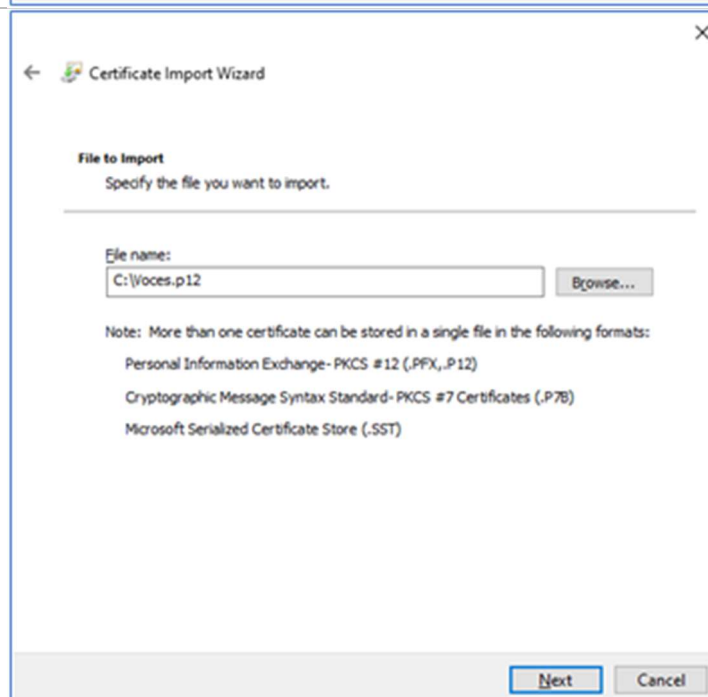 Certificate Import Wizard
File to Import
Specify the file you want to import.
File name:
C:\Voces.p12
Browse...
Note: More than one certificate can be stored in a single file in the following formats:
Personal Information Exchange- PKCS #12 (.PFX,.P12)
Cryptographic Message Syntax Standard- PKCS #7 Certificates (.P7B)
Microsoft Serialized Certificate Store (.SST)
Next
Cancel